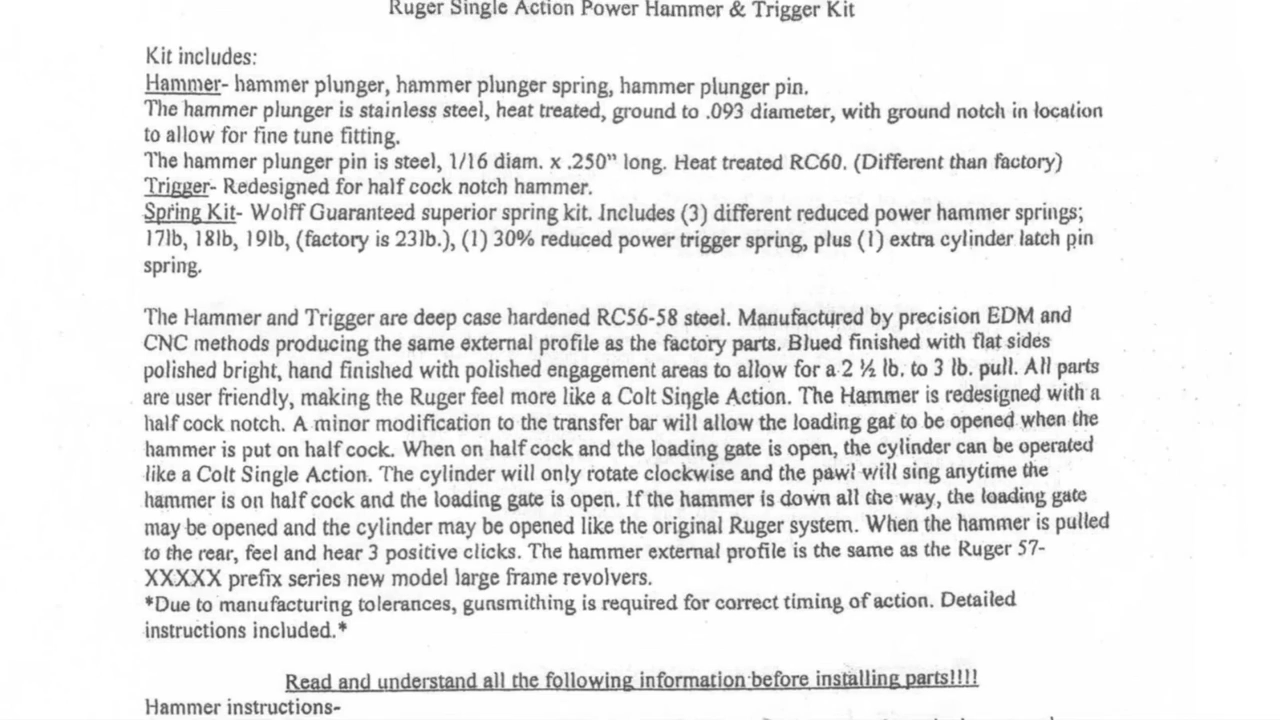 Ruger Single Action Power Hammer & Trigger Kit
Kit includes:
Hammer- hammer plunger, hammer plunger spring, hammer plunger pin.
The hammer plunger is stainless steel, heat treated, ground to .093 diameter, with ground notch in location
to allow for fine tune fitting.
The hammer plunger pin is steel, 1/16 diam. x .250" long. Heat treated RC60. (Different than factory)
Trigger- Redesigned for half cock notch hammer.
Spring Kit- Wolff Guaranteed superior spring kit. Includes (3) different reduced power hammer springs;
17lb, 18lb, 19lb, (factory is 23lb.), (1) 30% reduced power trigger spring, plus (1) extra cylinder latch pin
spring.
The Hammer and Trigger are deep case hardened RC56-58 steel. Manufactured by precision EDM and
CNC methods producing the same external profile as the factory parts. Blued finished with flat sides
polished bright, hand finished with polished engagement areas to allow for a 2 ½ lb. to 3 lb. pull. All parts
are user friendly, making the Ruger feel more like a Colt Single Action. The Hammer is redesigned with a
half cock notch. A minor modification to the transfer bar will allow the loading gat to be opened when the
hammer is put on half cock. When on half cock and the loading gate is open, the cylinder can be operated
like a Colt Single Action. The cylinder will only rotate clockwise and the pawl will sing anytime the
hammer is on half cock and the loading gate is open. If the hammer is down all the way, the loading gate
may be opened and the cylinder may be opened like the original Ruger system. When the hammer is pulled
to the rear, feel and hear 3 positive clicks. The hammer external profile is the same as the Ruger 57-
XXXXX prefix series new model large frame revolvers.
*Due to manufacturing tolerances, gunsmithing is required for correct timing of action. Detailed
instructions included.*
Read and understand all the following information before installing parts!!!!
Hammer instructions-